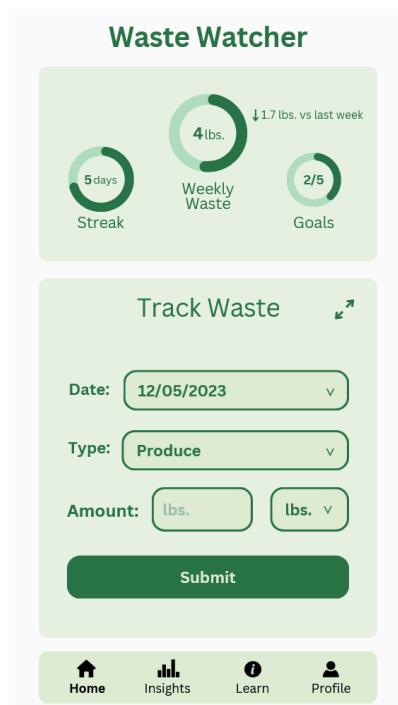 Waste Watcher
↓1.7 lbs. vs last week
4 lbs.
5 days
2/5
Weekly
Waste
Streak
Goals
Track Waste
Date: 12/05/2023
Type: Produce
Amount: lbs. lbs.
Submit
Home Insights Learn Profile